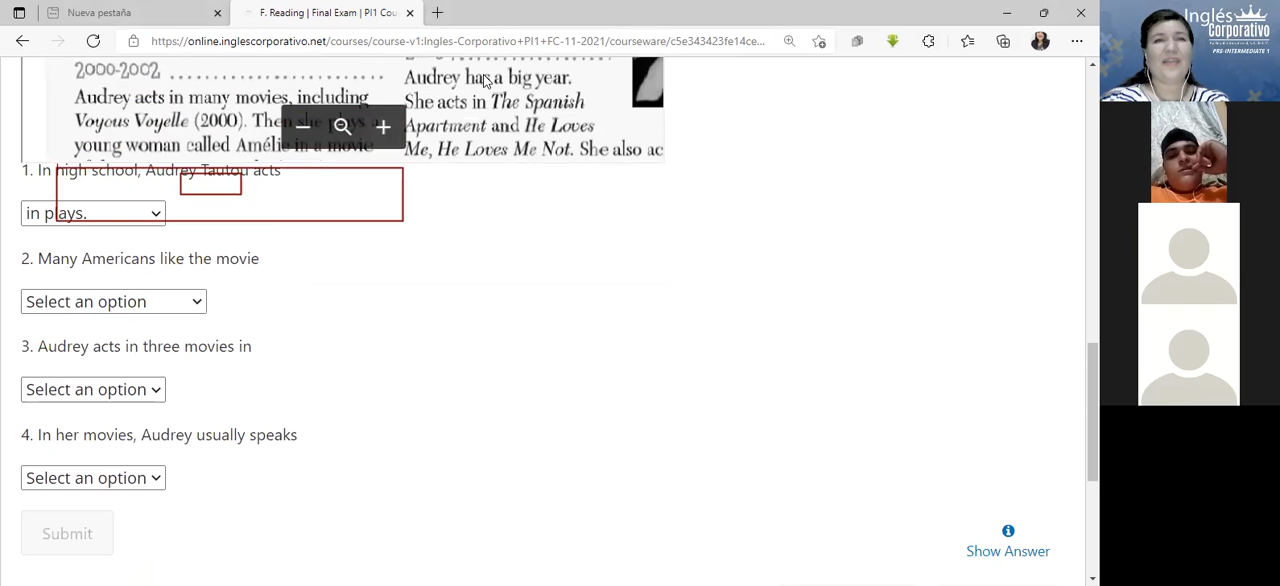 Nueva pestaña
F. Reading | Final Exam | PI1 Cou
https://online.inglescorporativo.net/courses/course-v1:Ingles-Corporativo+PI1+FC-11-2021/courseware/c5e343423fe14ce...
Inglés
Corporativo
PRE-INTERMEDIATE 1
2000-2002
Audrey acts in many movies, including
Voyous Voyelle (2000). Then she plays a
young woman called Amélie in a movie
Audrey has a big year.
She acts in The Spanish
Apartment and He Loves
Me, He Loves Me Not. She also ac
1. In high school, Audrey Tautou acts
in plays.
2. Many Americans like the movie
Select an option
3. Audrey acts in three movies in
Select an option
4. In her movies, Audrey usually speaks
Select an option
Submit
Show Answer